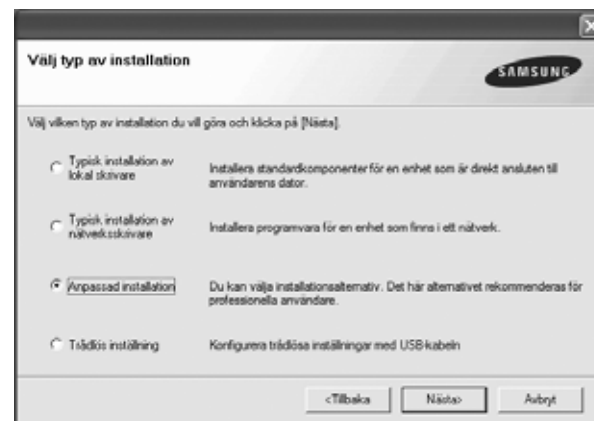 Välj typ av installation
SAMSUNG
Välj vilken typ av installation du vill göra och klicka på [Nästa].
Typisk installation av
lokal skrivare
Installera standardkomponenter för en enhet som är direkt ansluten till
användarens dator.
Typisk installation av
nätverksskrivare
Installera programvara för en enhet som finns i ett nätverk.
Anpassad installation
Du kan välja installationsalternativ. Det här alternativet rekommenderas för
professionella användare.
Trådlös inställning
Konfigurera trådlösa inställningar med USB-kabeln
<Tillbaka
Nästa>
Avbryt